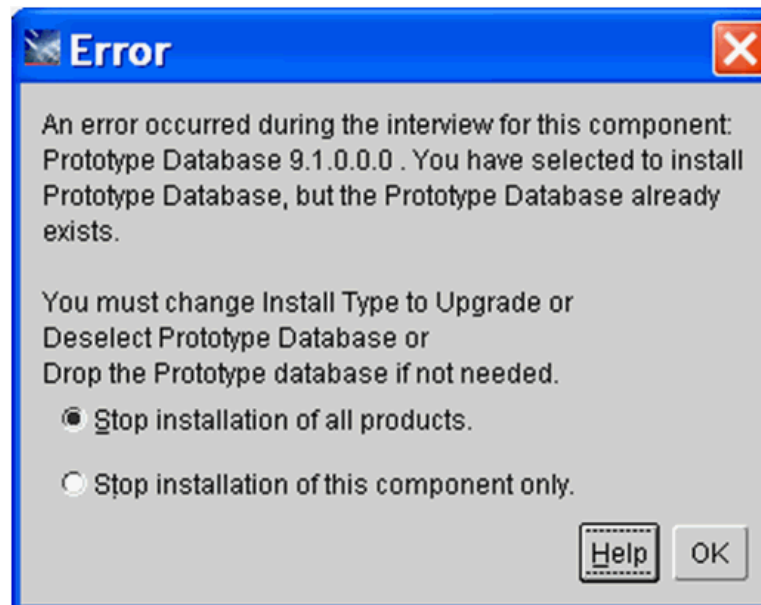 Error
An error occurred during the interview for this component:
Prototype Database 9.1.0.0.0 . You have selected to install
Prototype Database, but the Prototype Database already
exists.
You must change Install Type to Upgrade or
Deselect Prototype Database or
Drop the Prototype database if not needed.
Stop installation of all products.
Stop installation of this component only.
Help OK